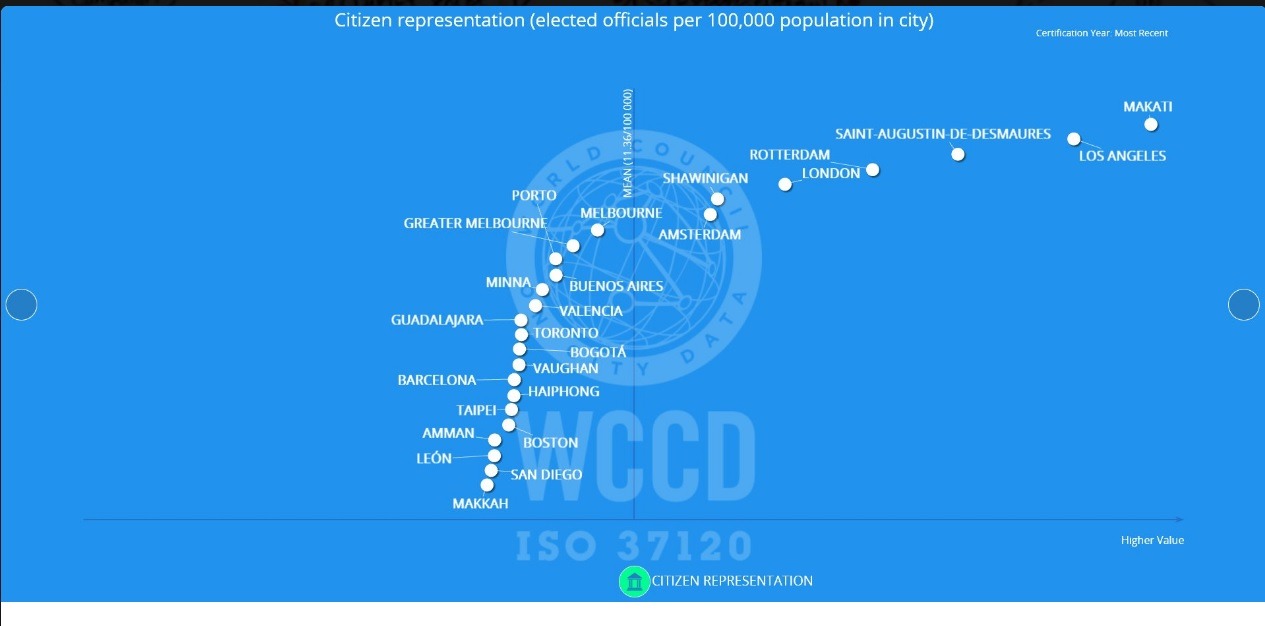 Citizen representation (elected officials per 100,000 population in city)
Certification Year: Most Recent
MEAN (11.36/100 000)
MAKATI
SAINT-AUGUSTIN-DE-DESMAURES
LOS ANGELES
ROTTERDAM
LONDON
SHAWINIGAN
PORTO
MELBOURNE
GREATER MELBOURNE
AMSTERDAM
MINNA
BUENOS AIRES
VALENCIA
GUADALAJARA
TORONTO
BOGOTÁ
VAUGHAN
BARCELONA
HAIPHONG
TAIPEI
AMMAN
BOSTON
LEÓN
SAN DIEGO
MAKKAH
WORLD COUNCIL
ON CITY DATA
WCCD
ISO 37120
Higher Value
CITIZEN REPRESENTATION